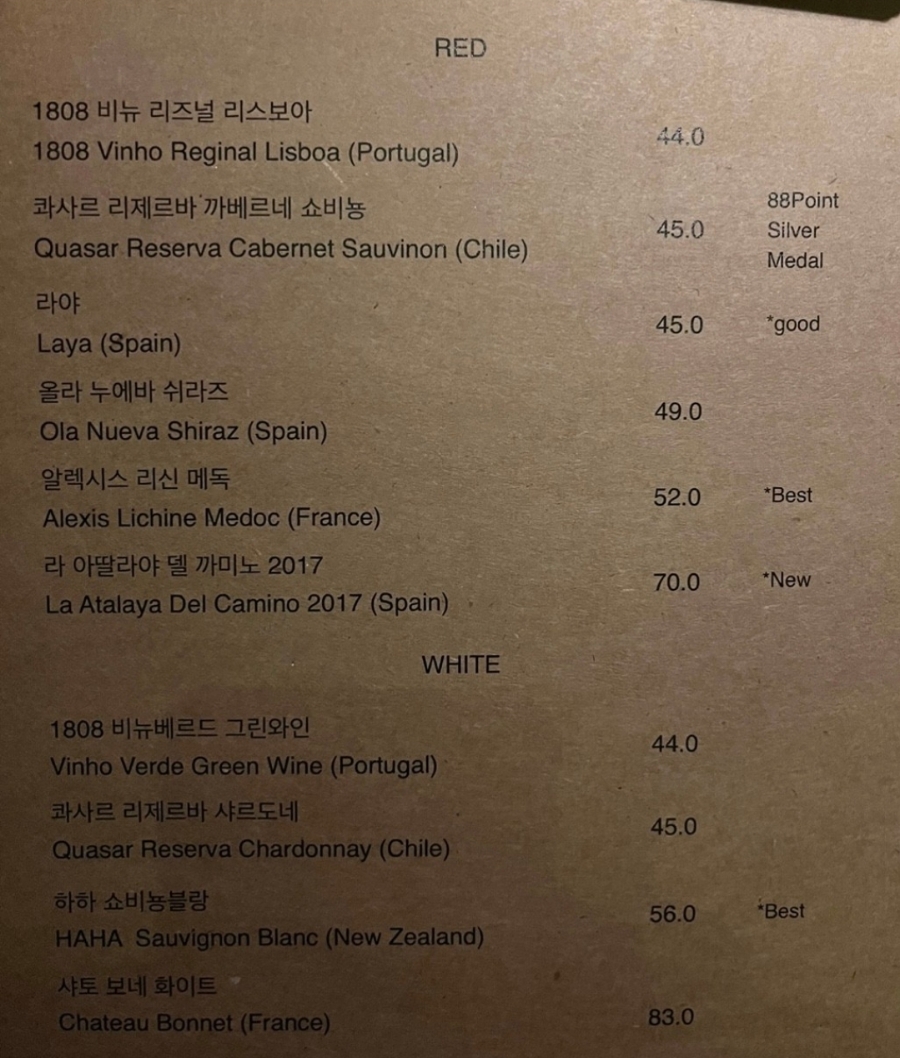 RED
1808 비뉴 리즈널 리스보아
1808 Vinho Reginal Lisboa (Portugal)
44.0
콰사르 리제르바 까베르네 쇼비뇽
Quasar Reserva Cabernet Sauvinon (Chile)
45.0
88Point
Silver
Medal
라야
Laya (Spain)
45.0
*good
올라 누에바 쉬라즈
Ola Nueva Shiraz (Spain)
49.0
알렉시스 리신 메독
Alexis Lichine Medoc (France)
52.0
*Best
라 아딸라야 델 까미노 2017
La Atalaya Del Camino 2017 (Spain)
70.0
*New
WHITE
1808 비뉴베르드 그린와인
Vinho Verde Green Wine (Portugal)
44.0
콰사르 리제르바 샤르도네
Quasar Reserva Chardonnay (Chile)
45.0
하하 쇼비뇽블랑
HAHA Sauvignon Blanc (New Zealand)
56.0
*Best
샤토 보네 화이트
Chateau Bonnet (France)
83.0